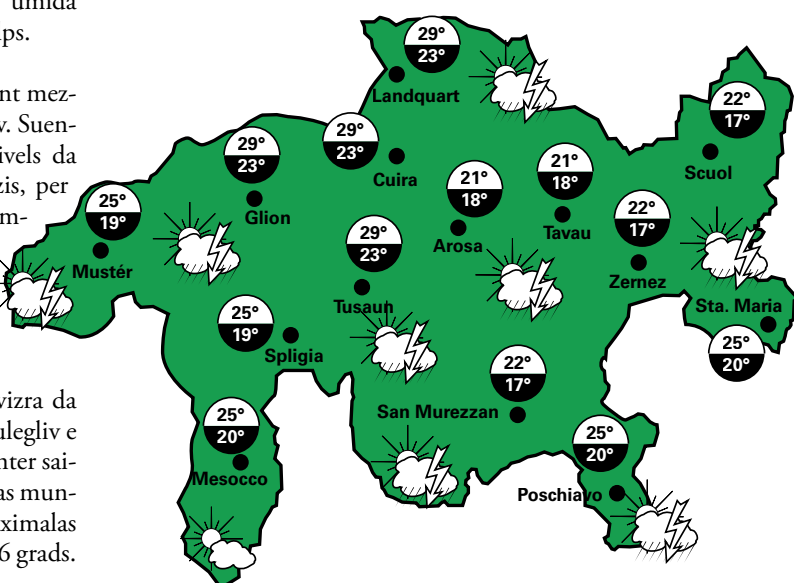 umida
nt mez-
v. Suen-
ivels da
zis, per
m-
vizra da
ulegliv e
nter sai-
as mun-
ximalas
6 grads.
29°
23°
Landquart
29°
23°
Cuira
29°
23°
Glion
25°
19°
Mustér
21°
18°
Arosa
21°
18°
Tavau
22°
17°
Scuol
22°
17°
Zernez
29°
23°
Tusaun
25°
19°
Spligia
Sta. Maria
25°
20°
22°
17°
San Murezzan
25°
20°
Mesocco
25°
20°
Poschiavo